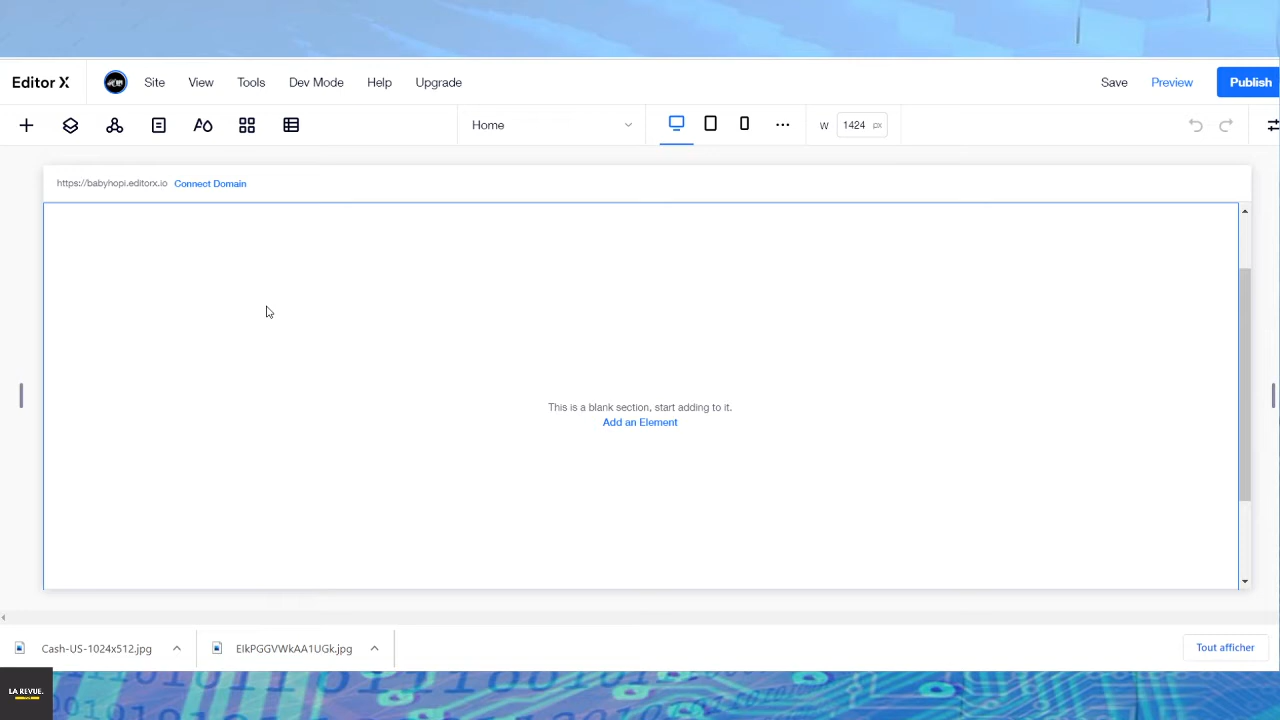 Editor X
Site
View
Tools
Dev Mode
Help
Upgrade
Save
Preview
Publish
Home
W
1424
px
https://babyhopi.editorx.io
Connect Domain
This is a blank section, start adding to it.
Add an Element
Cash-US-1024x512.jpg
ElkPGGVWkAA1UGk.jpg
Tout afficher
LA REVUE.